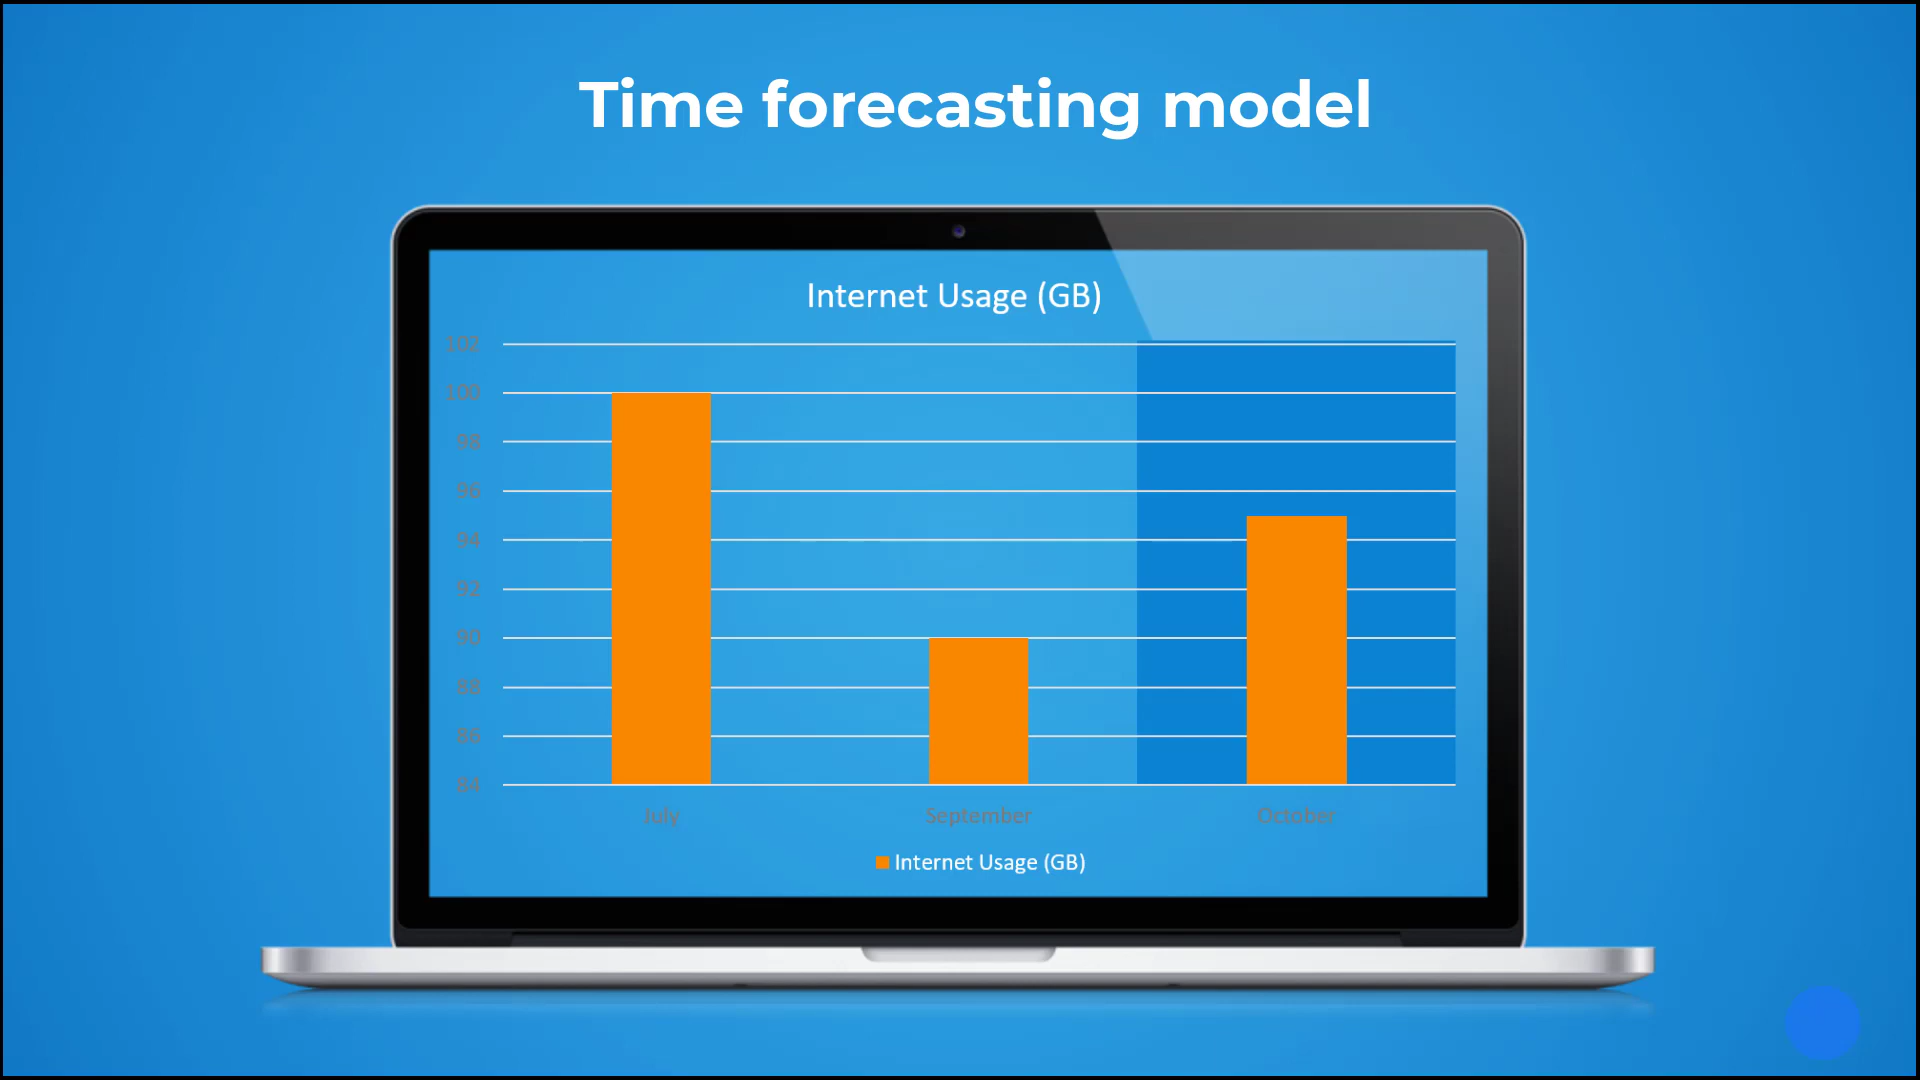 Time forecasting model
Internet Usage (GB)
102
100
98
96
94
92
90
88
86
84
July
September
October
Internet Usage (GB)